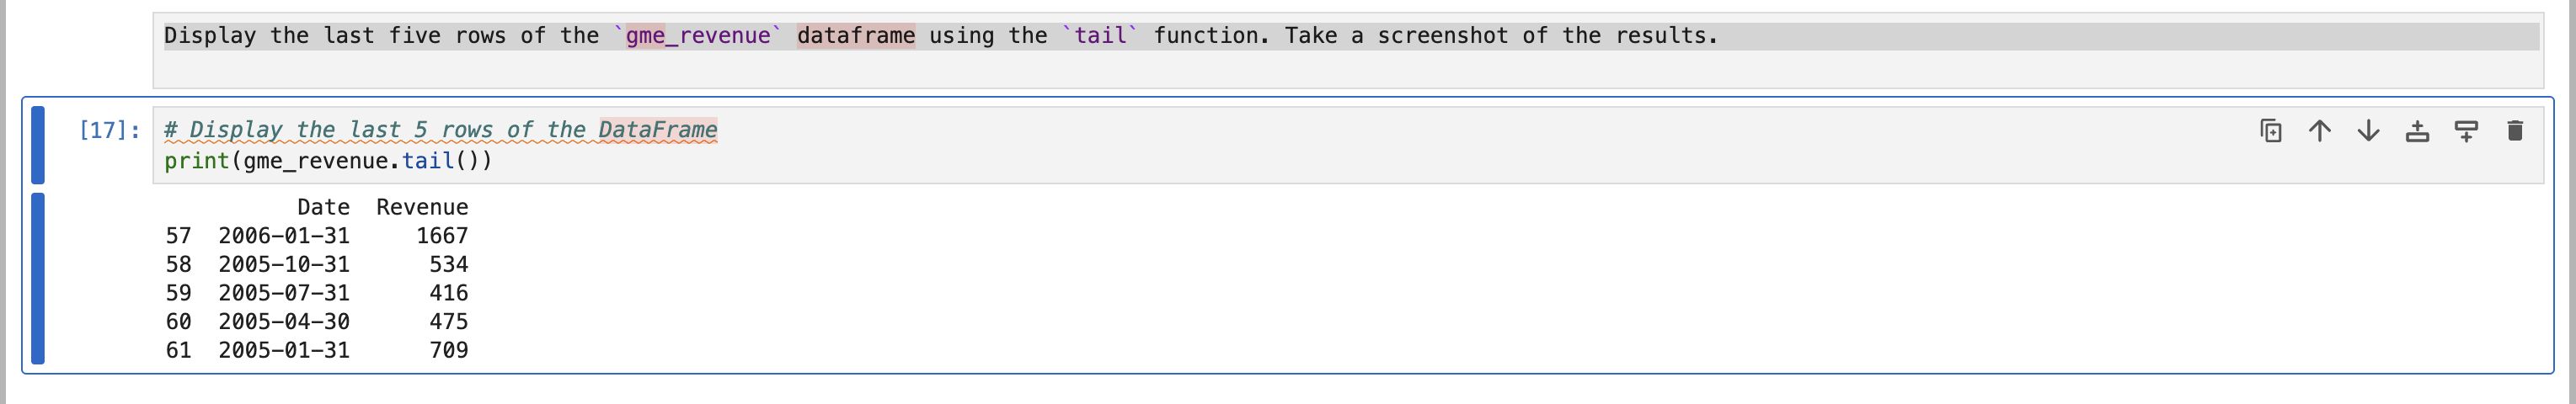 Display the last five rows of the `gme_revenue` dataframe using the `tail` function. Take a screenshot of the results.
[17]: # Display the last 5 rows of the DataFrame
print(gme_revenue.tail())
Date Revenue
57 2006-01-31 1667
58 2005-10-31 534
59 2005-07-31 416
60 2005-04-30 475
61 2005-01-31 709